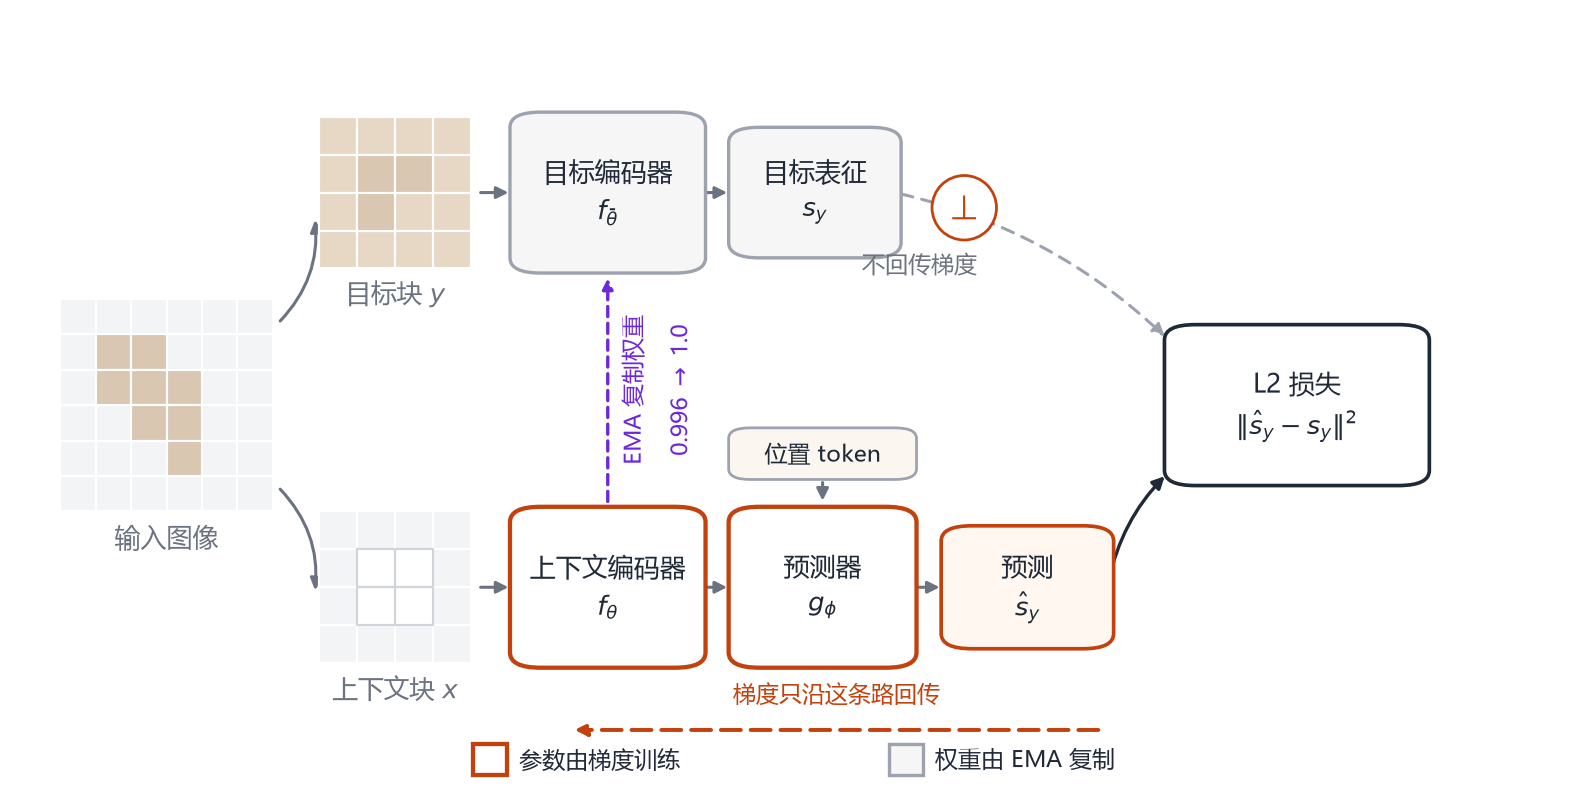 目标编码器
f_θ̄
目标表征
s_y
⊥
不回传梯度
目标块 y
EMA 复制权重
0.996 → 1.0
L2 损失
‖ŝ_y − s_y‖²
位置 token
输入图像
上下文编码器
f_θ
预测器
g_ϕ
预测
ŝ_y
上下文块 x
梯度只沿这条路回传
参数由梯度训练
权重由 EMA 复制